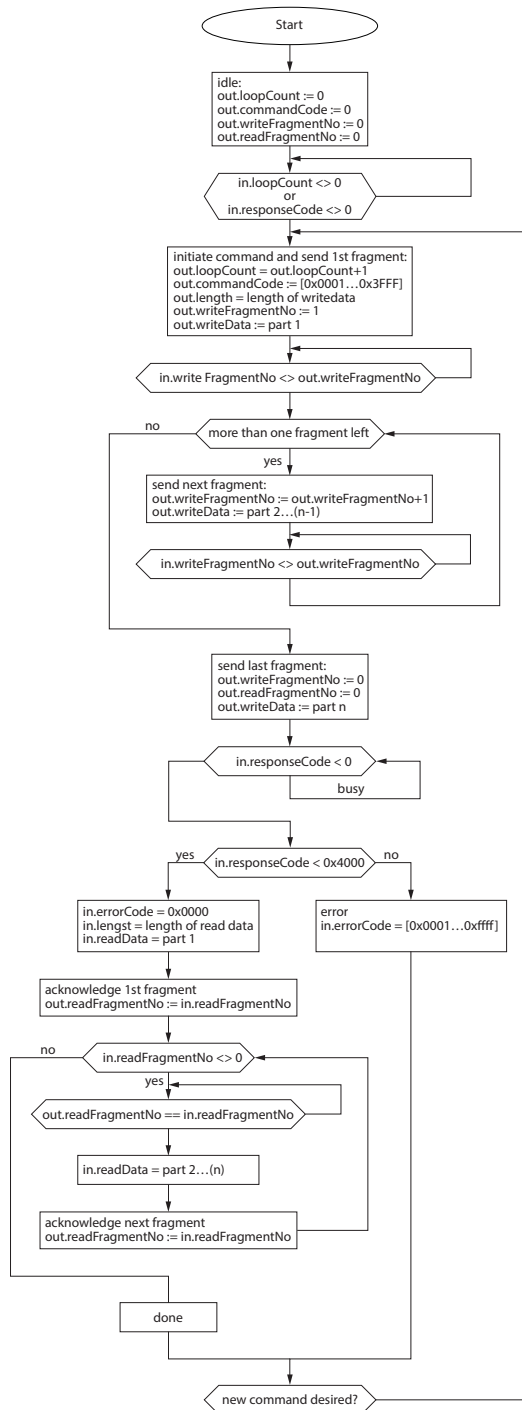 Start
idle:
out.loopCount := 0
out.commandCode := 0
out.writeFragmentNo := 0
out.readFragmentNo := 0
in.loopCount <> 0
or
in.responseCode <> 0
initiate command and send 1st fragment:
out.loopCount = out.loopCount+1
out.commandCode := [0x0001...0x3FFF]
out.length = length of writedata
out.writeFragmentNo := 1
out.writeData := part 1
in.write FragmentNo <> out.writeFragmentNo
no
more than one fragment left
yes
send next fragment:
out.writeFragmentNo := out.writeFragmentNo+1
out.writeData := part 2...(n-1)
in.writeFragmentNo <> out.writeFragmentNo
send last fragment:
out.writeFragmentNo := 0
out.readFragmentNo := 0
out.writeData := part n
in.responseCode < 0
busy
yes
in.responseCode < 0x4000
no
in.errorCode = 0x0000
in.lengst = length of read data
in.readData = part 1
error
in.errorCode = [0x0001...0xffff]
acknowledge 1st fragment
out.readFragmentNo := in.readFragmentNo
no
in.readFragmentNo <> 0
yes
out.readFragmentNo == in.readFragmentNo
in.readData = part 2...(n)
acknowledge next fragment
out.readFragmentNo := in.readFragmentNo
done
new command desired?